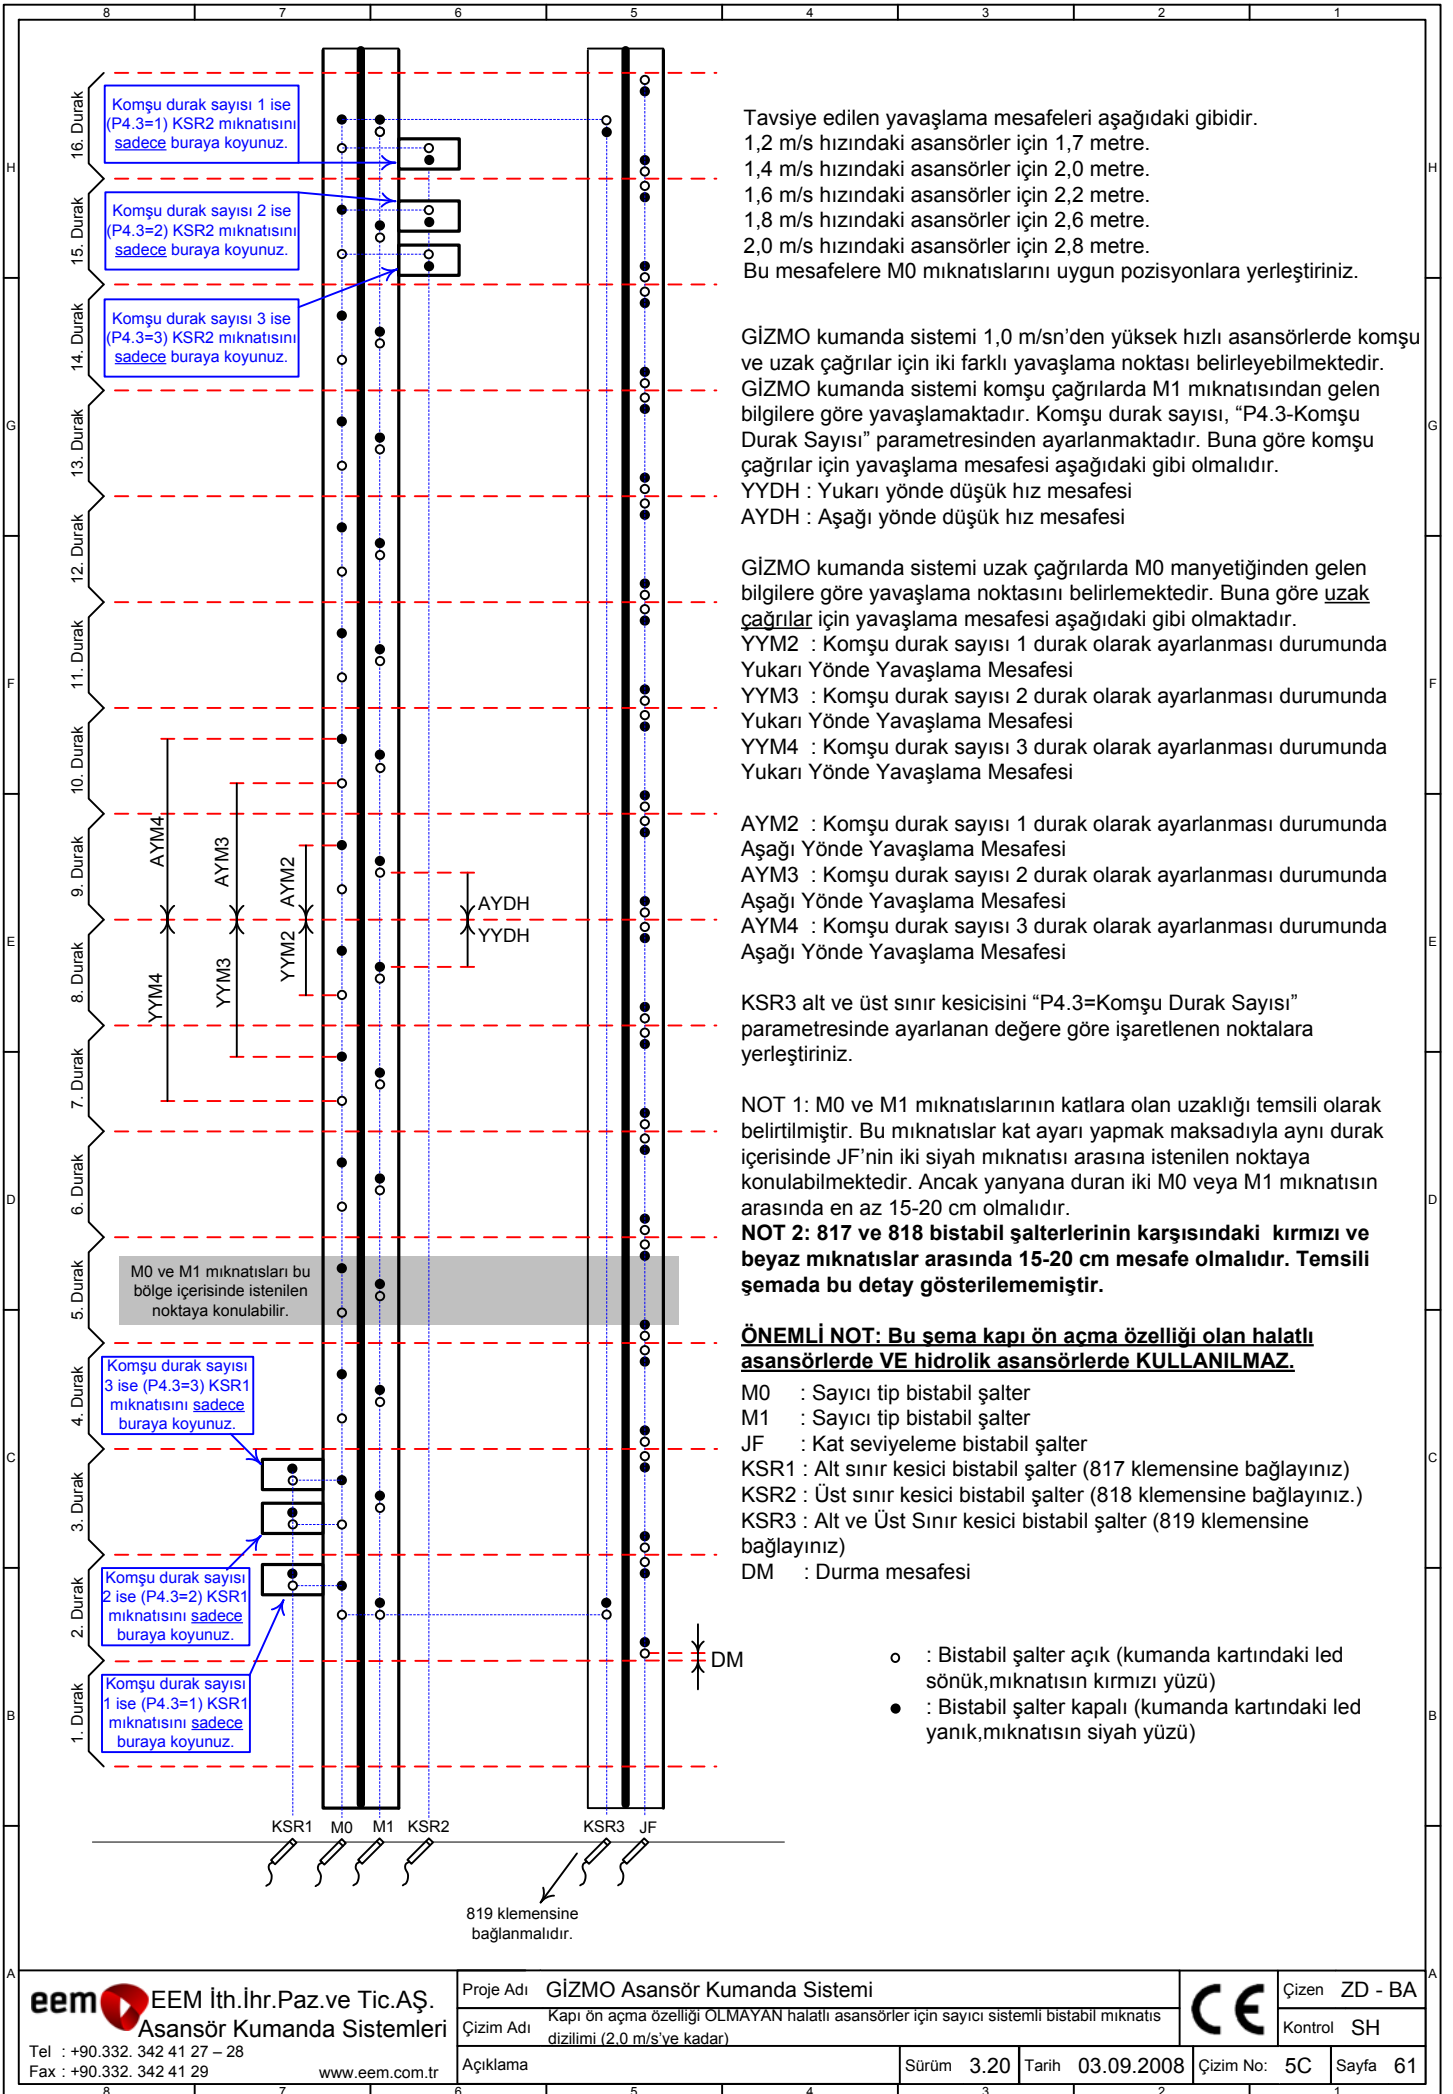 8 7 6 5 4 3 2 1
H
G
F
E
D
C
B
A
16. Durak
15. Durak
14. Durak
13. Durak
12. Durak
11. Durak
10. Durak
9. Durak
8. Durak
7. Durak
6. Durak
5. Durak
4. Durak
3. Durak
2. Durak
1. Durak
Komşu durak sayısı 1 ise
(P4.3=1) KSR2 mıknatısını
sadece buraya koyunuz.
Komşu durak sayısı 2 ise
(P4.3=2) KSR2 mıknatısını
sadece buraya koyunuz.
Komşu durak sayısı 3 ise
(P4.3=3) KSR2 mıknatısını
sadece buraya koyunuz.
AYM4
AYM3
AYM2
AYDH
YYDH
YYM2
YYM3
YYM4
M0 ve M1 mıknatısları bu
bölge içerisinde istenilen
noktaya konulabilir.
Komşu durak sayısı
3 ise (P4.3=3) KSR1
mıknatısını sadece
buraya koyunuz.
Komşu durak sayısı
2 ise (P4.3=2) KSR1
mıknatısını sadece
buraya koyunuz.
Komşu durak sayısı
1 ise (P4.3=1) KSR1
mıknatısını sadece
buraya koyunuz.
DM
KSR1 M0 M1 KSR2 KSR3 JF
819 klemensine
bağlanmalıdır.
Tavsiye edilen yavaşlama mesafeleri aşağıdaki gibidir.
1,2 m/s hızındaki asansörler için 1,7 metre.
1,4 m/s hızındaki asansörler için 2,0 metre.
1,6 m/s hızındaki asansörler için 2,2 metre.
1,8 m/s hızındaki asansörler için 2,6 metre.
2,0 m/s hızındaki asansörler için 2,8 metre.
Bu mesafelere M0 mıknatıslarını uygun pozisyonlara yerleştiriniz.
GİZMO kumanda sistemi 1,0 m/sn’den yüksek hızlı asansörlerde komşu
ve uzak çağrılar için iki farklı yavaşlama noktası belirleyebilmektedir.
GİZMO kumanda sistemi komşu çağrılarda M1 mıknatısından gelen
bilgilere göre yavaşlamaktadır. Komşu durak sayısı, “P4.3-Komşu
Durak Sayısı” parametresinden ayarlanmaktadır. Buna göre komşu
çağrılar için yavaşlama mesafesi aşağıdaki gibi olmalıdır.
YYDH : Yukarı yönde düşük hız mesafesi
AYDH : Aşağı yönde düşük hız mesafesi
GİZMO kumanda sistemi uzak çağrılarda M0 manyetiğinden gelen
bilgilere göre yavaşlama noktasını belirlemektedir. Buna göre uzak
çağrılar için yavaşlama mesafesi aşağıdaki gibi olmaktadır.
YYM2 : Komşu durak sayısı 1 durak olarak ayarlanması durumunda
Yukarı Yönde Yavaşlama Mesafesi
YYM3 : Komşu durak sayısı 2 durak olarak ayarlanması durumunda
Yukarı Yönde Yavaşlama Mesafesi
YYM4 : Komşu durak sayısı 3 durak olarak ayarlanması durumunda
Yukarı Yönde Yavaşlama Mesafesi
AYM2 : Komşu durak sayısı 1 durak olarak ayarlanması durumunda
Aşağı Yönde Yavaşlama Mesafesi
AYM3 : Komşu durak sayısı 2 durak olarak ayarlanması durumunda
Aşağı Yönde Yavaşlama Mesafesi
AYM4 : Komşu durak sayısı 3 durak olarak ayarlanması durumunda
Aşağı Yönde Yavaşlama Mesafesi
KSR3 alt ve üst sınır kesicisini “P4.3=Komşu Durak Sayısı”
parametresinde ayarlanan değere göre işaretlenen noktalara
yerleştiriniz.
NOT 1: M0 ve M1 mıknatıslarının katlara olan uzaklığı temsili olarak
belirtilmiştir. Bu mıknatıslar kat ayarı yapmak maksadıyla aynı durak
içerisinde JF’nin iki siyah mıknatısı arasına istenilen noktaya
konulabilmektedir. Ancak yanyana duran iki M0 veya M1 mıknatısın
arasında en az 15-20 cm olmalıdır.
NOT 2: 817 ve 818 bistabil şalterlerinin karşısındaki kırmızı ve
beyaz mıknatıslar arasında 15-20 cm mesafe olmalıdır. Temsili
şemada bu detay gösterilememiştir.
ÖNEMLİ NOT: Bu şema kapı ön açma özelliği olan halatlı
asansörlerde VE hidrolik asansörlerde KULLANILMAZ.
M0 : Sayıcı tip bistabil şalter
M1 : Sayıcı tip bistabil şalter
JF : Kat seviyeleme bistabil şalter
KSR1 : Alt sınır kesici bistabil şalter (817 klemensine bağlayınız)
KSR2 : Üst sınır kesici bistabil şalter (818 klemensine bağlayınız.)
KSR3 : Alt ve Üst Sınır kesici bistabil şalter (819 klemensine
bağlayınız)
DM : Durma mesafesi
: Bistabil şalter açık (kumanda kartındaki led
sönük,mıknatısın kırmızı yüzü)
: Bistabil şalter kapalı (kumanda kartındaki led
yanık,mıknatısın siyah yüzü)
H
G
F
E
D
C
B
A
eem EEM İth.İhr.Paz.ve Tic.AŞ.
Asansör Kumanda Sistemleri
Tel : +90.332. 342 41 27 – 28
Fax : +90.332. 342 41 29 www.eem.com.tr
Proje Adı GİZMO Asansör Kumanda Sistemi
Çizim Adı Kapı ön açma özelliği OLMAYAN halatlı asansörler için sayıcı sistemli bistabil mıknatıs
dizilimi (2,0 m/s’ye kadar)
Açıklama
Sürüm 3.20 Tarih 03.09.2008 Çizim No: 5C Sayfa 61
CE
Çizen ZD - BA
Kontrol SH
8 7 6 5 4 3 2 1